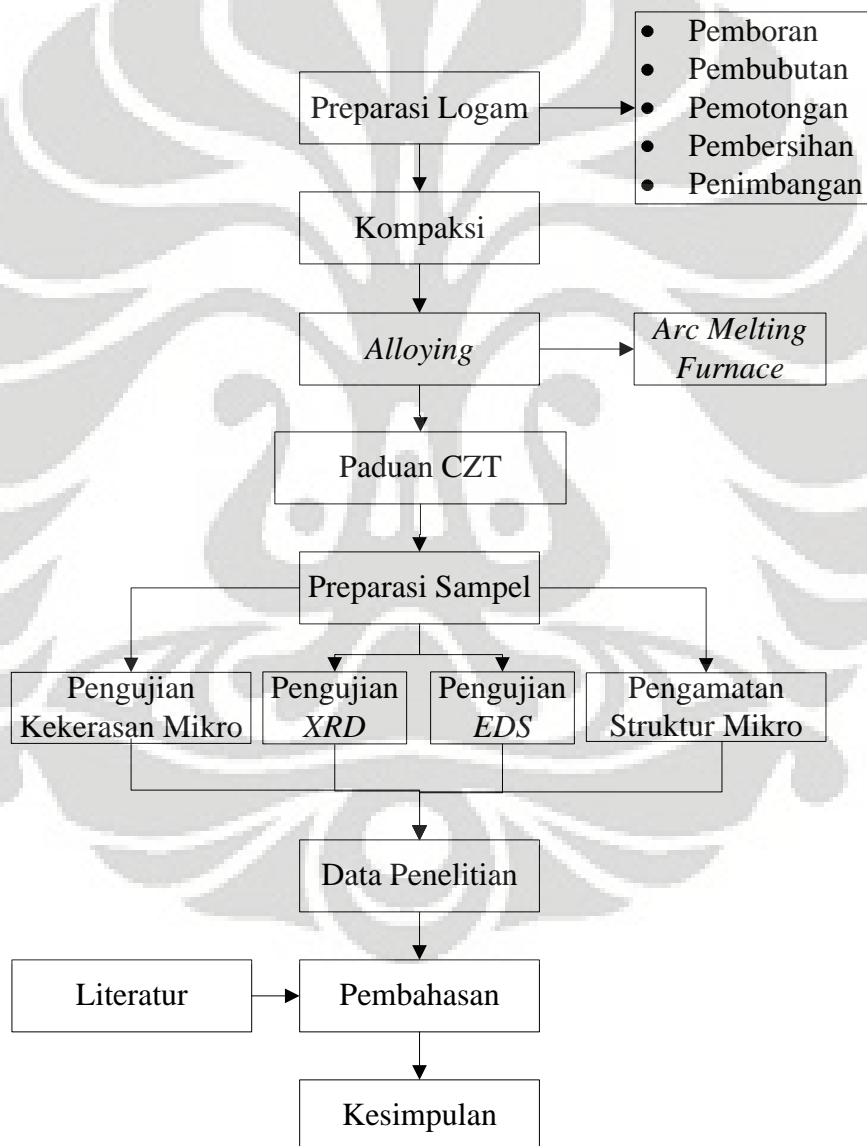 • Pemboran
• Pembubutan
• Pemotongan
• Pembersihan
• Penimbangan
Preparasi Logam
Kompaksi
Alloying
Arc Melting
Furnace
Paduan CZT
Preparasi Sampel
Pengujian
Kekerasan Mikro
Pengujian
XRD
Pengujian
EDS
Pengamatan
Struktur Mikro
Data Penelitian
Literatur
Pembahasan
Kesimpulan